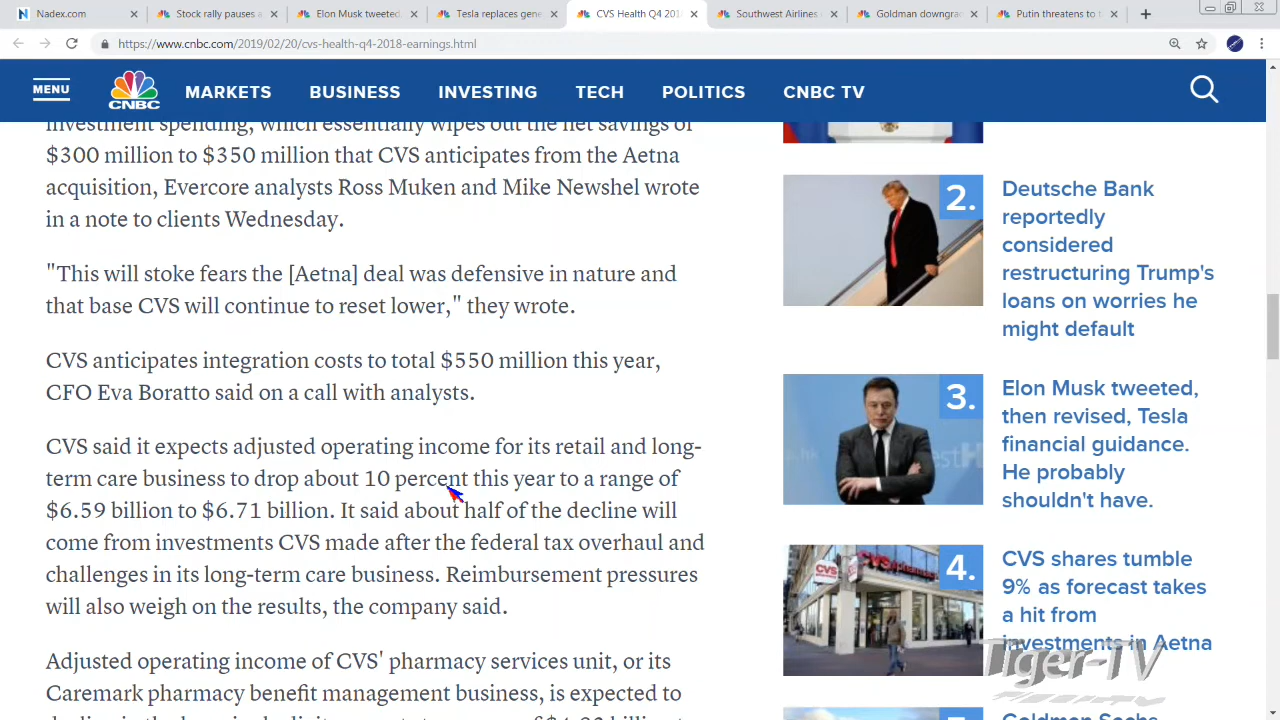 Nadex.com
Stock rally pauses a
Elon Musk tweeted,
Tesla replaces gene
CVS Health Q4 201
Southwest Airlines
Goldman downgrac
Putin threatens to t
https://www.cnbc.com/2019/02/20/cvs-health-q4-2018-earnings.html
MENU
CNBC
MARKETS
BUSINESS
INVESTING
TECH
POLITICS
CNBC TV
investment spending, which essentially wipes out the net savings of
$300 million to $350 million that CVS anticipates from the Aetna
acquisition, Evercore analysts Ross Muken and Mike Newshel wrote
in a note to clients Wednesday.
"This will stoke fears the [Aetna] deal was defensive in nature and
that base CVS will continue to reset lower," they wrote.
CVS anticipates integration costs to total $550 million this year,
CFO Eva Boratto said on a call with analysts.
CVS said it expects adjusted operating income for its retail and long-
term care business to drop about 10 percent this year to a range of
$6.59 billion to $6.71 billion. It said about half of the decline will
come from investments CVS made after the federal tax overhaul and
challenges in its long-term care business. Reimbursement pressures
will also weigh on the results, the company said.
Adjusted operating income of CVS' pharmacy services unit, or its
Caremark pharmacy benefit management business, is expected to
2.
Deutsche Bank
reportedly
considered
restructuring Trump's
loans on worries he
might default
3.
Elon Musk tweeted,
then revised, Tesla
financial guidance.
He probably
shouldn't have.
4.
CVS shares tumble
9% as forecast takes
a hit from
investments in Aetna
Tiger-TV